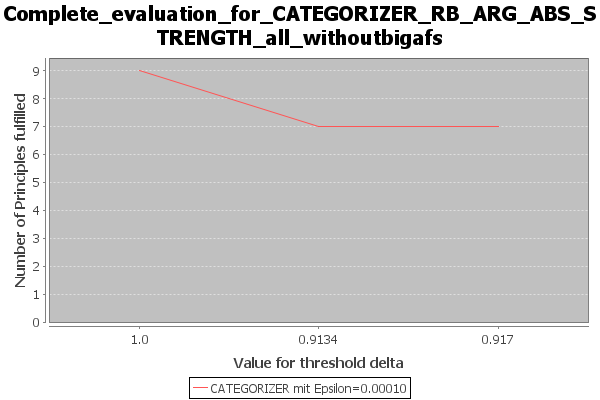 Complete_evaluation_for_CATEGORIZER_RB_ARG_ABS_S
TRENGTH_all_withoutbigafs
Number of Principles fulfilled
9
8
7
6
5
4
3
2
1
0
1.0 0.9134 0.917
Value for threshold delta
CATEGORIZER mit Epsilon=0.00010